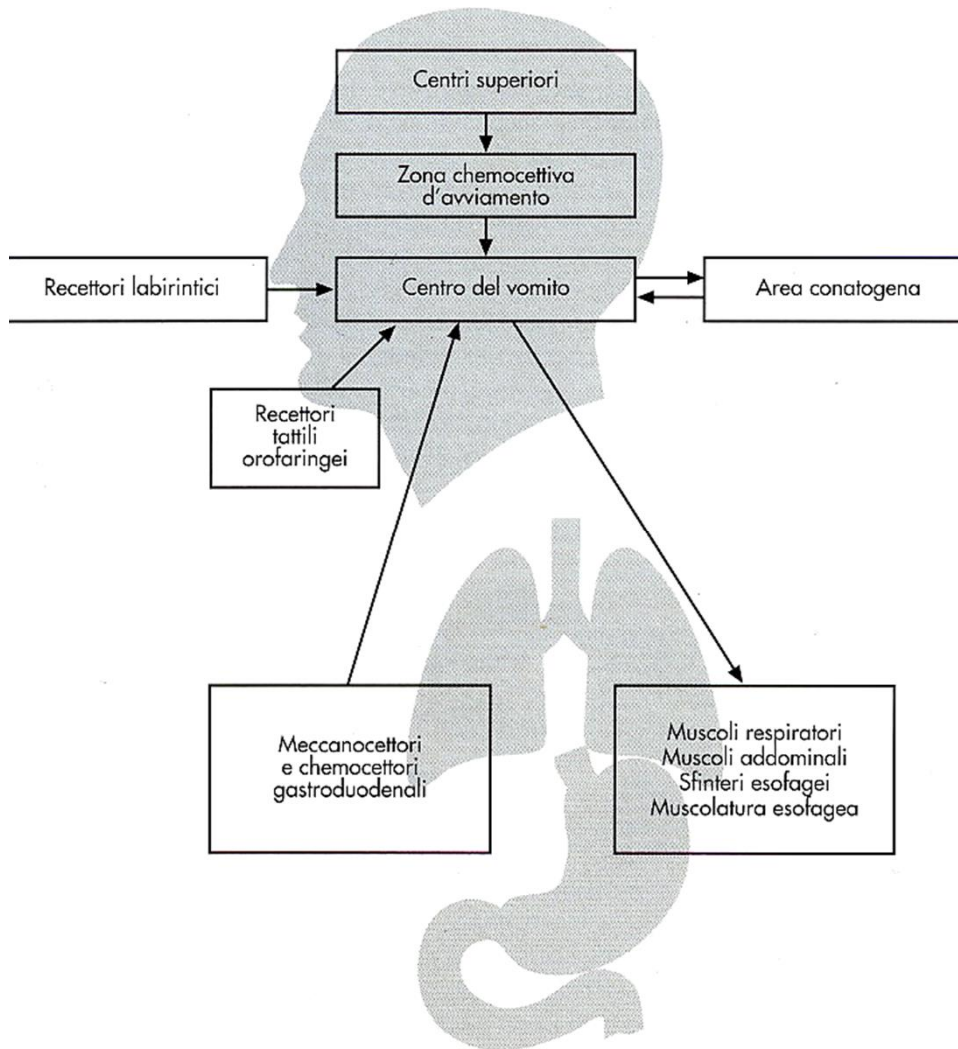 Centri superiori
Zona chemocettiva
d'avviamento
Recettori labirintici
Centro del vomito
Area conatogena
Recettori
tattili
orofaringei
Meccanocettori
e chemocettori
gastroduodenali
Muscoli respiratori
Muscoli addominali
Sfinteri esofagei
Muscolatura esofagea